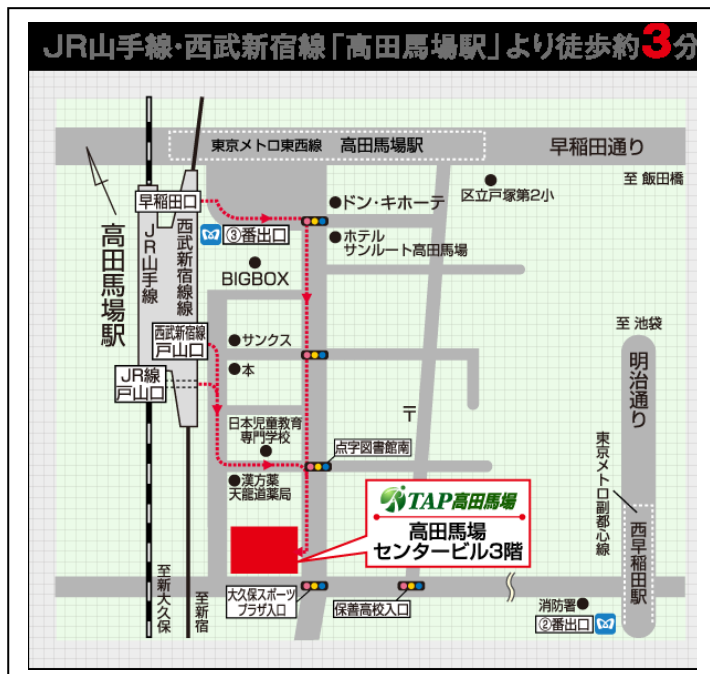 JR山手線・西武新宿線「高田馬場駅」より徒歩約3分
東京メトロ東西線 高田馬場駅
早稲田通り
至 飯田橋
区立戸塚第2小
早稲田口
ドン・キホーテ
③番出口
ホテル
サンルート高田馬場
高田馬場駅
JR山手線
西武新宿線線
BIGBOX
至 池袋
西武新宿線
戸山口
サンクス
明治通り
JR線
戸山口
本
〒
日本児童教育
専門学校
点字図書館南
東京メトロ副都心線
漢方薬
天龍道薬局
TAP高田馬場
高田馬場
センタービル3階
西早稲田駅
至新大久保
至新宿
大久保スポーツ
プラザ入口
保善高校入口
消防署
②番出口